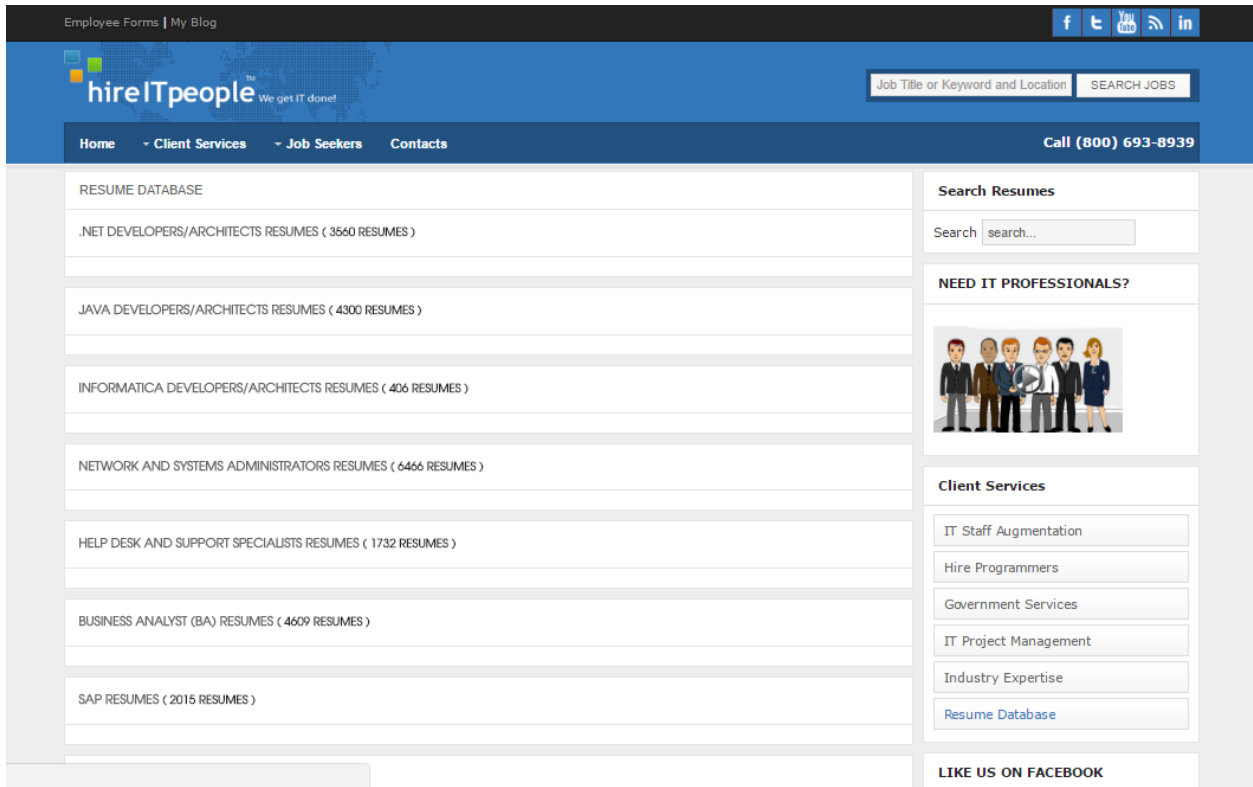 Employee Forms | My Blog
f t You Tube in
hireITpeople™ We get IT done!
Job Title or Keyword and Location SEARCH JOBS
Home Client Services Job Seekers Contacts Call (800) 693-8939
RESUME DATABASE
.NET DEVELOPERS/ARCHITECTS RESUMES ( 3560 RESUMES )
JAVA DEVELOPERS/ARCHITECTS RESUMES ( 4300 RESUMES )
INFORMATICA DEVELOPERS/ARCHITECTS RESUMES ( 406 RESUMES )
NETWORK AND SYSTEMS ADMINISTRATORS RESUMES ( 6466 RESUMES )
HELP DESK AND SUPPORT SPECIALISTS RESUMES ( 1732 RESUMES )
BUSINESS ANALYST (BA) RESUMES ( 4609 RESUMES )
SAP RESUMES ( 2015 RESUMES )
Search Resumes
Search search...
NEED IT PROFESSIONALS?
Client Services
IT Staff Augmentation
Hire Programmers
Government Services
IT Project Management
Industry Expertise
Resume Database
LIKE US ON FACEBOOK